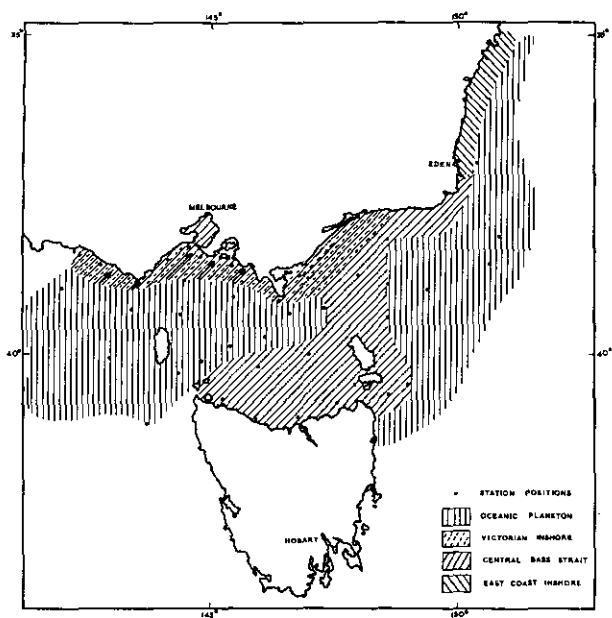 145° 150°
35° 35°
EDEN
MELBOURNE
40° 40°
STATION POSITIONS
OCEANIC PLANKTON
VICTORIAN INSHORE
CENTRAL BASS STRAIT
HOBART
EAST COAST INSHORE
145° 150°